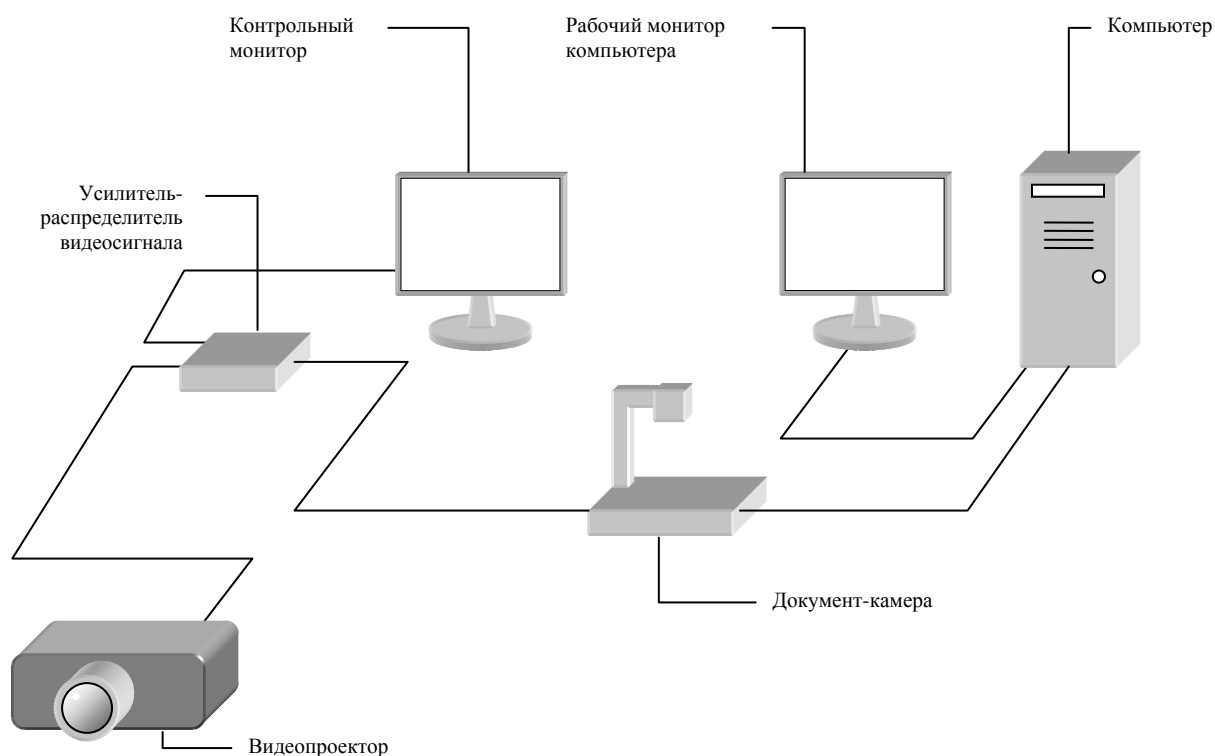 Контрольный
монитор
Рабочий монитор
компьютера
Компьютер
Усилитель-
распределитель
видеосигнала
Документ-камера
Видеопроектор